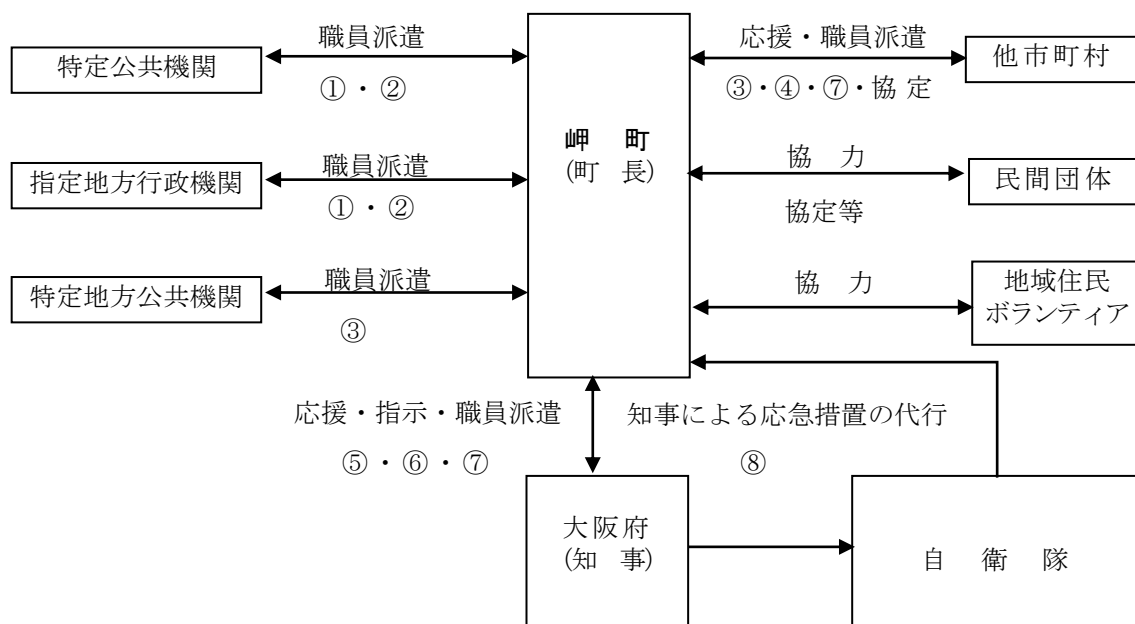 職員派遣
特定公共機関
①・②
職員派遣
指定地方行政機関
①・②
職員派遣
特定地方公共機関
③
岬 町
(町 長)
応援・職員派遣
他市町村
③・④・⑦・協 定
協 力
民間団体
協定等
協 力
地域住民
ボランティア
応援・指示・職員派遣
⑤・⑥・⑦
知事による応急措置の代行
⑧
大阪府
(知 事)
自 衛 隊